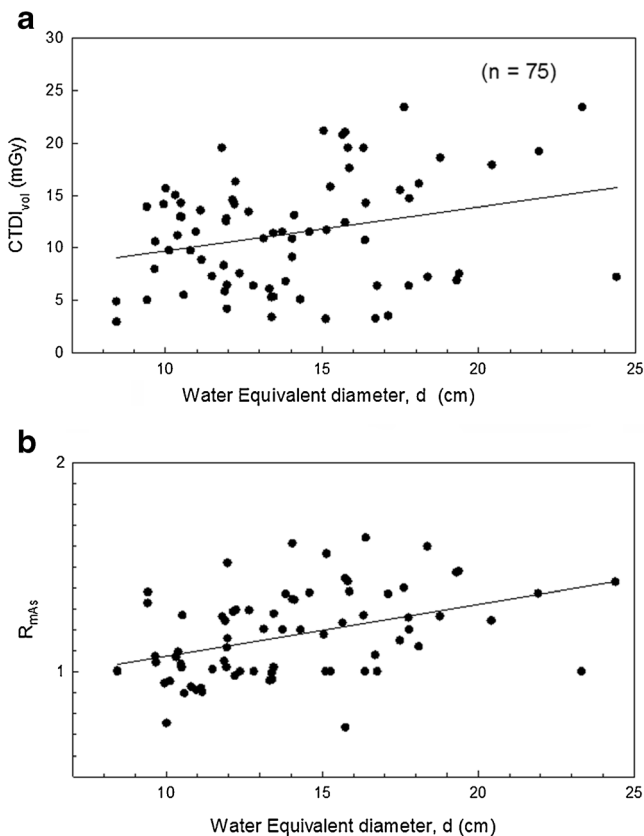 a
30
(n = 75)
25
20
15
10
5
0
CTDIvol (mGy)
10 15 20 25
Water Equivalent diameter, d (cm)
b
2
1
RmAs
10 15 20 25
Water Equivalent diameter, d (cm)